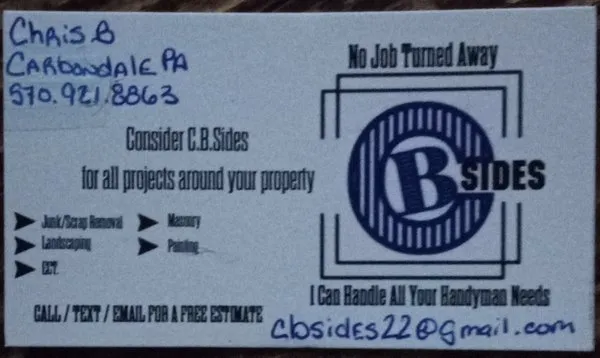 Chris B
Carbondale PA
570.921.8863
No Job Turned Away
Consider C.B.Sides
for all projects around your property
CB SIDES
Junk/Scrap Removal
Masonry
Landscaping
Painting
ECT.
I Can Handle All Your Handyman Needs
CALL / TEXT / EMAIL FOR A FREE ESTIMATE
cbsides22@gmail.com